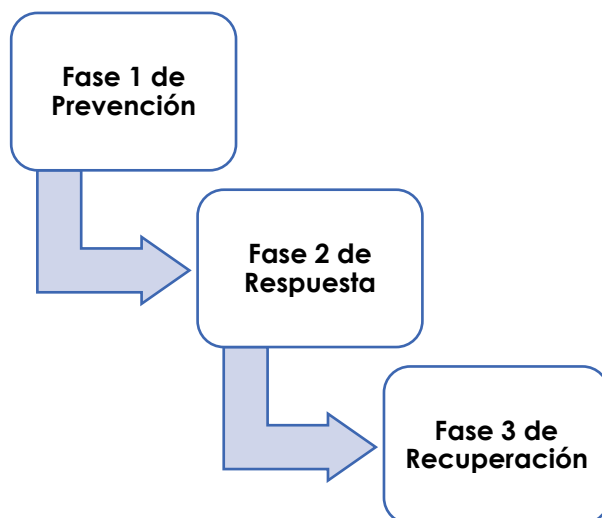 Fase 1 de
Prevención
Fase 2 de
Respuesta
Fase 3 de
Recuperación